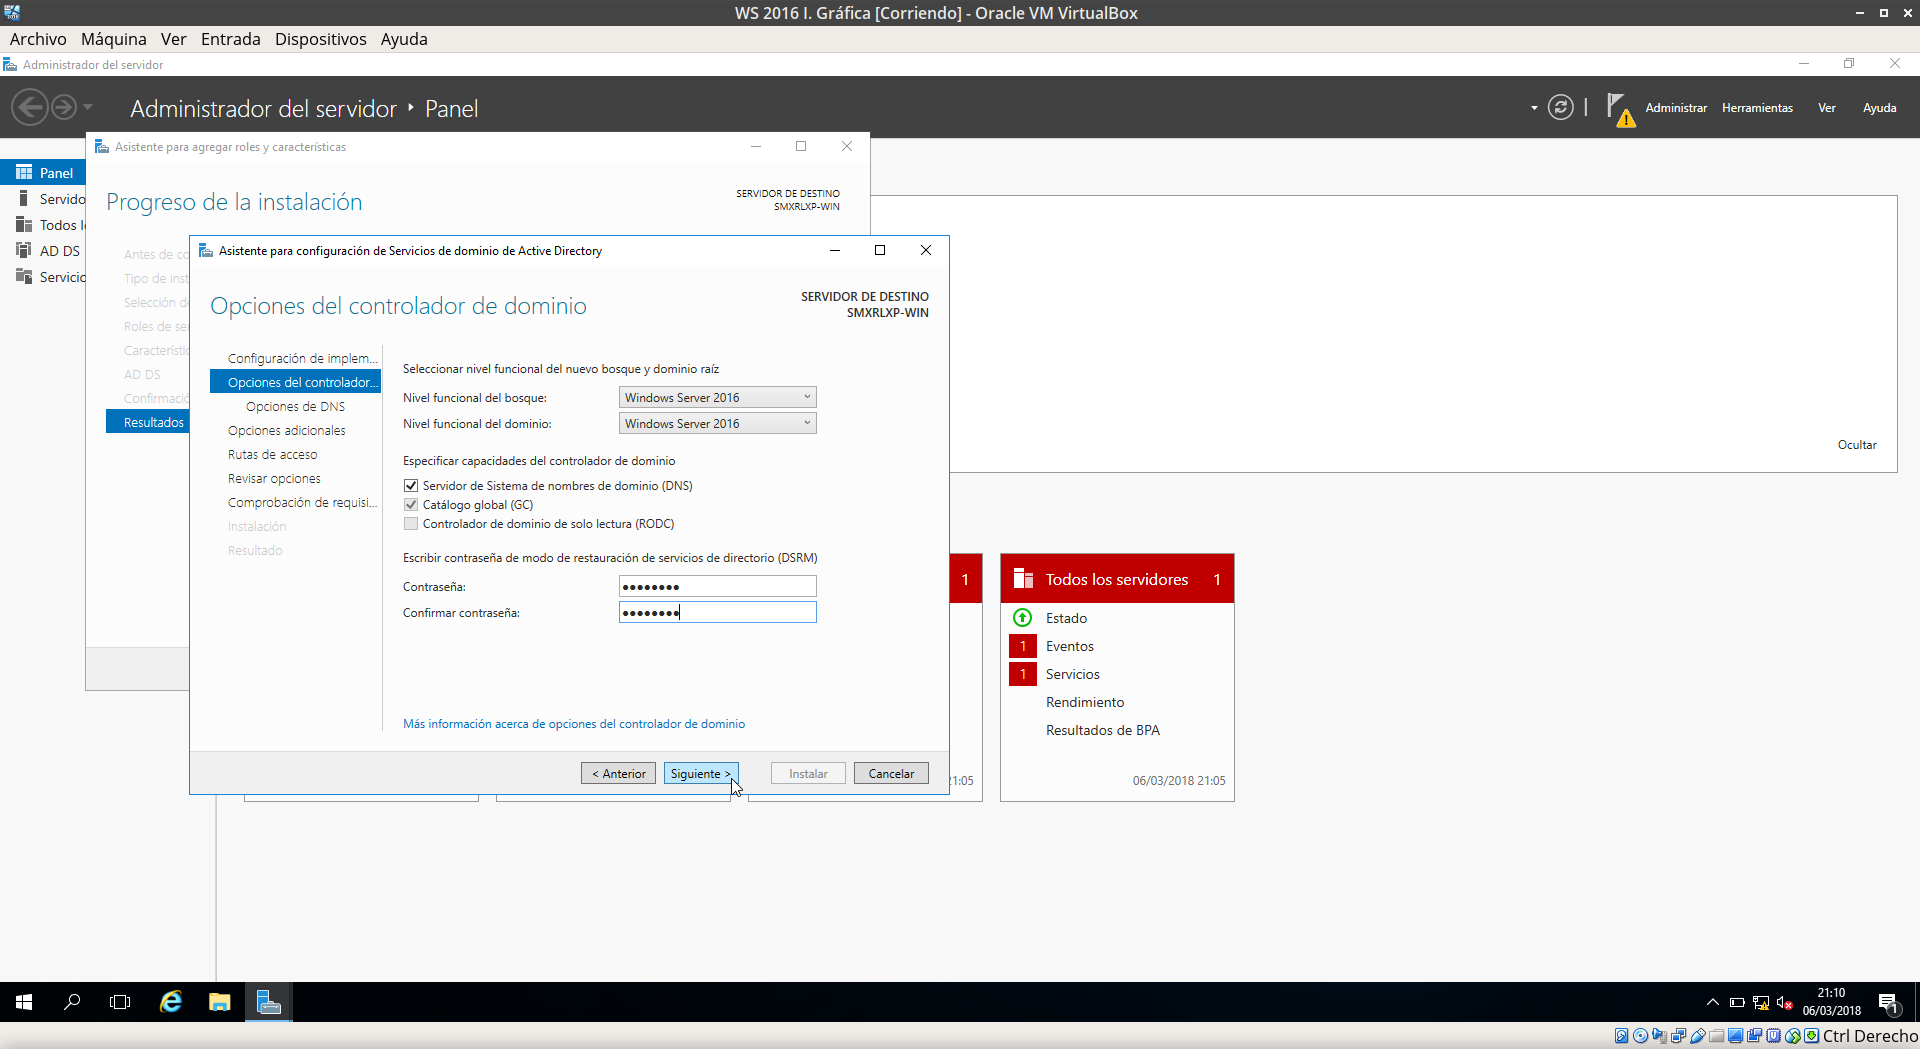 WS 2016 I. Gráfica [Corriendo] - Oracle VM VirtualBox
Archivo Máquina Ver Entrada Dispositivos Ayuda
Administrador del servidor
Administrador del servidor ‣ Panel
Administrar Herramientas Ver Ayuda
Asistente para agregar roles y características
Panel
Servido
Todos l
AD DS
Servicio
Progreso de la instalación
SERVIDOR DE DESTINO
SMXRLXP-WIN
Antes de co
Tipo de inst
Selección d
Roles de se
Característic
AD DS
Confirmació
Resultados
Asistente para configuración de Servicios de dominio de Active Directory
Opciones del controlador de dominio
SERVIDOR DE DESTINO
SMXRLXP-WIN
Configuración de implem...
Opciones del controlador...
Opciones de DNS
Opciones adicionales
Rutas de acceso
Revisar opciones
Comprobación de requisi...
Instalación
Resultado
Seleccionar nivel funcional del nuevo bosque y dominio raíz
Nivel funcional del bosque: Windows Server 2016
Nivel funcional del dominio: Windows Server 2016
Especificar capacidades del controlador de dominio
Servidor de Sistema de nombres de dominio (DNS)
Catálogo global (GC)
Controlador de dominio de solo lectura (RODC)
Escribir contraseña de modo de restauración de servicios de directorio (DSRM)
Contraseña: ●●●●●●●●
Confirmar contraseña: ●●●●●●●●
Más información acerca de opciones del controlador de dominio
< Anterior Siguiente > Instalar Cancelar
Ocultar
1
1:05
Todos los servidores 1
Estado
1 Eventos
1 Servicios
Rendimiento
Resultados de BPA
06/03/2018 21:05
21:10
06/03/2018
1
Ctrl Derecho